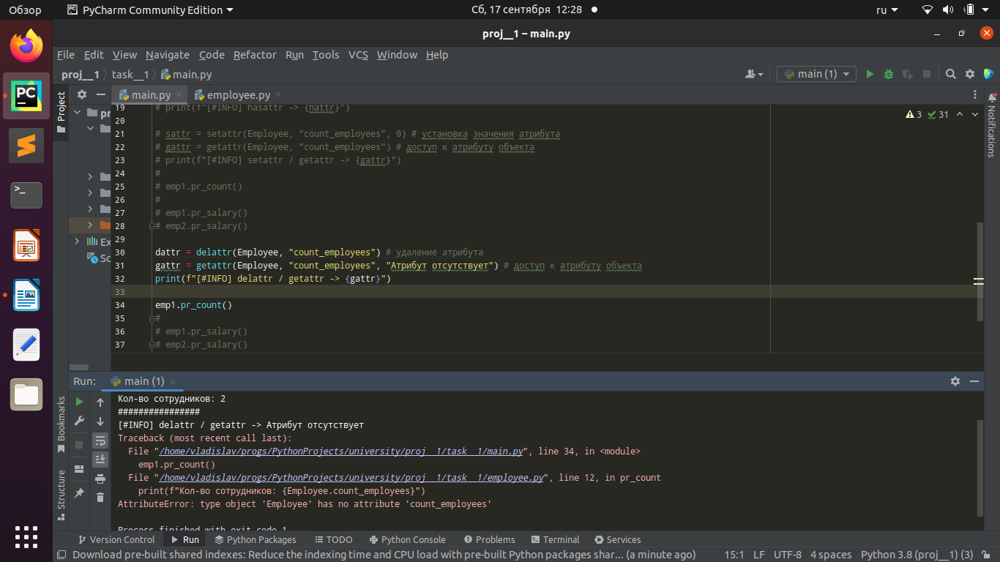 Обзор
PyCharm Community Edition
Сб, 17 сентября 12:28
ru
proj__1 – main.py
File Edit View Navigate Code Refactor Run Tools VCS Window Help
proj__1 task__1 main.py
main (1)
Project
main.py
employee.py
Notifications
3 31
pr
Ex
Sc
19 # print(f"[#INFO] hasattr -> {hattr}")
20
21 # sattr = setattr(Employee, "count_employees", 0) # установка значения атрибута
22 # gattr = getattr(Employee, "count_employees") # доступ к атрибуту объекта
23 # print(f"[#INFO] setattr / getattr -> {gattr}")
24 #
25 # emp1.pr_count()
26 #
27 # emp1.pr_salary()
28 # emp2.pr_salary()
29
30 dattr = delattr(Employee, "count_employees") # удаление атрибута
31 gattr = getattr(Employee, "count_employees", "Атрибут отсутствует") # доступ к атрибуту объекта
32 print(f"[#INFO] delattr / getattr -> {gattr}")
33
34 emp1.pr_count()
35 #
36 # emp1.pr_salary()
37 # emp2.pr_salary()
Run: main (1)
Bookmarks
Structure
Кол-во сотрудников: 2
################
[#INFO] delattr / getattr -> Атрибут отсутствует
Traceback (most recent call last):
File "/home/vladislav/progs/PythonProjects/university/proj__1/task__1/main.py", line 34, in <module>
emp1.pr_count()
File "/home/vladislav/progs/PythonProjects/university/proj__1/task__1/employee.py", line 12, in pr_count
print(f"Кол-во сотрудников: {Employee.count_employees}")
AttributeError: type object 'Employee' has no attribute 'count_employees'
Process finished with exit code 1
Version Control Run Python Packages TODO Python Console Problems Terminal Services
Download pre-built shared indexes: Reduce the indexing time and CPU load with pre-built Python packages shar... (a minute ago) 15:1 LF UTF-8 4 spaces Python 3.8 (proj__1) (3)